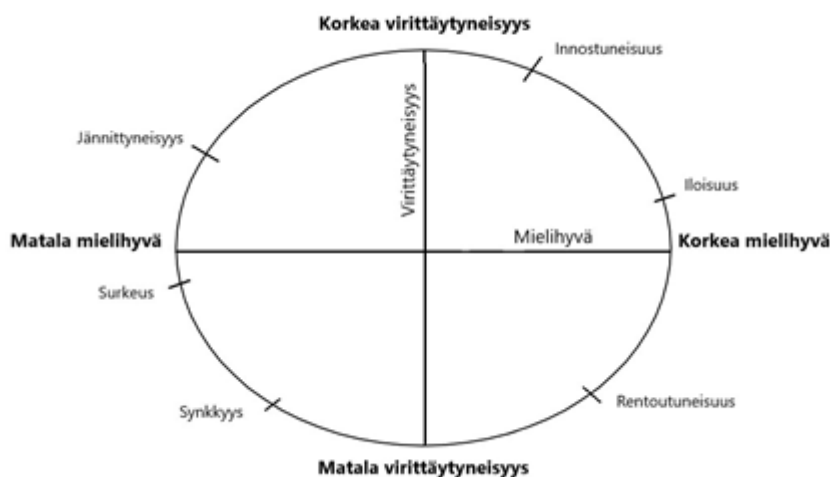 Korkea virittäytyneisyys
Innostuneisuus
Virittäytyneisyys
Jännittyneisyys
Iloisuus
Matala mielihyvä
Mielihyvä
Korkea mielihyvä
Surkeus
Synkkyys
Rentoutuneisuus
Matala virittäytyneisyys